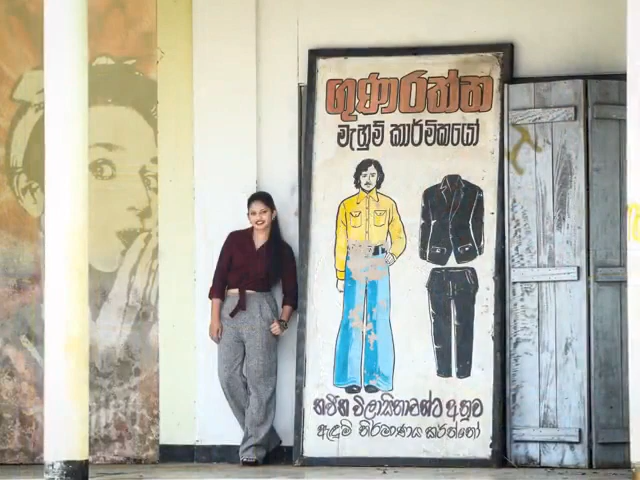 ගුණරත්න
මැහුම් කාර්මිකයෝ
නවීන විලාසිතාවන්ට අනුව
ඇඳුම් නිර්මාණය කරන්නෝ